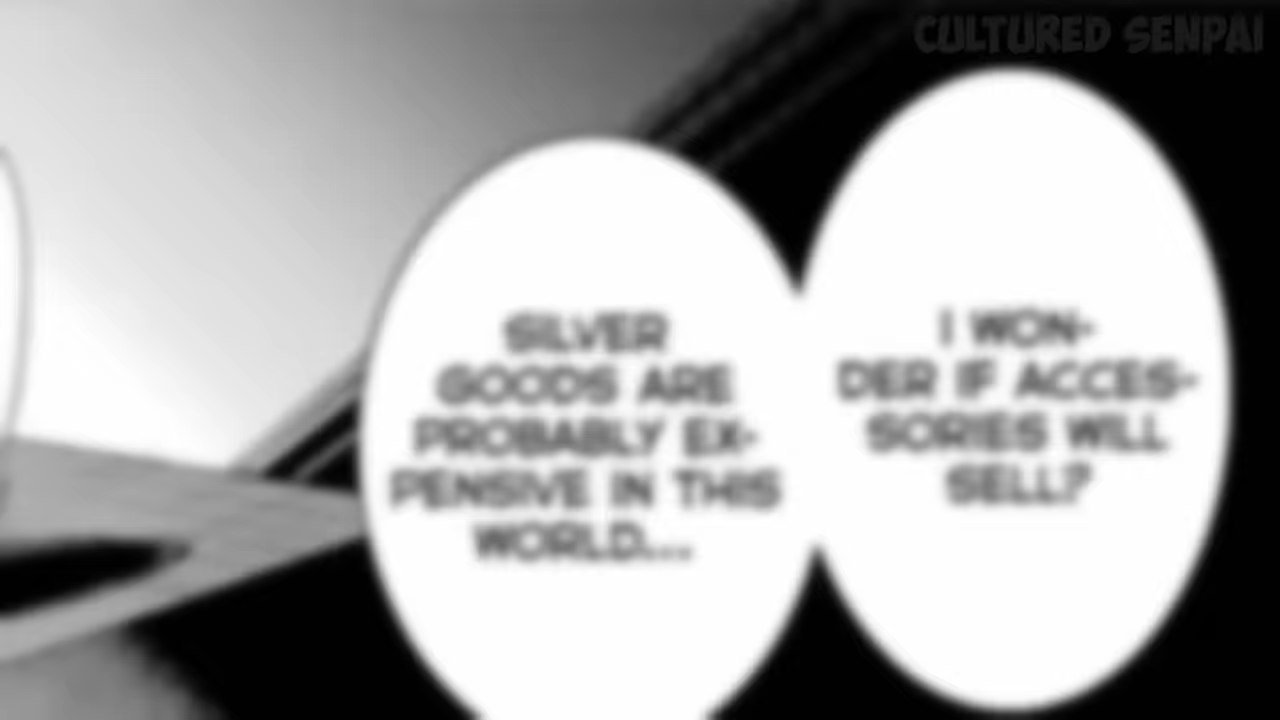 CULTURED SENPAI
I WON-
DER IF ACCES-
SORIES WILL
SELL?
SILVER
GOODS ARE
PROBABLY EX-
PENSIVE IN THIS
WORLD...